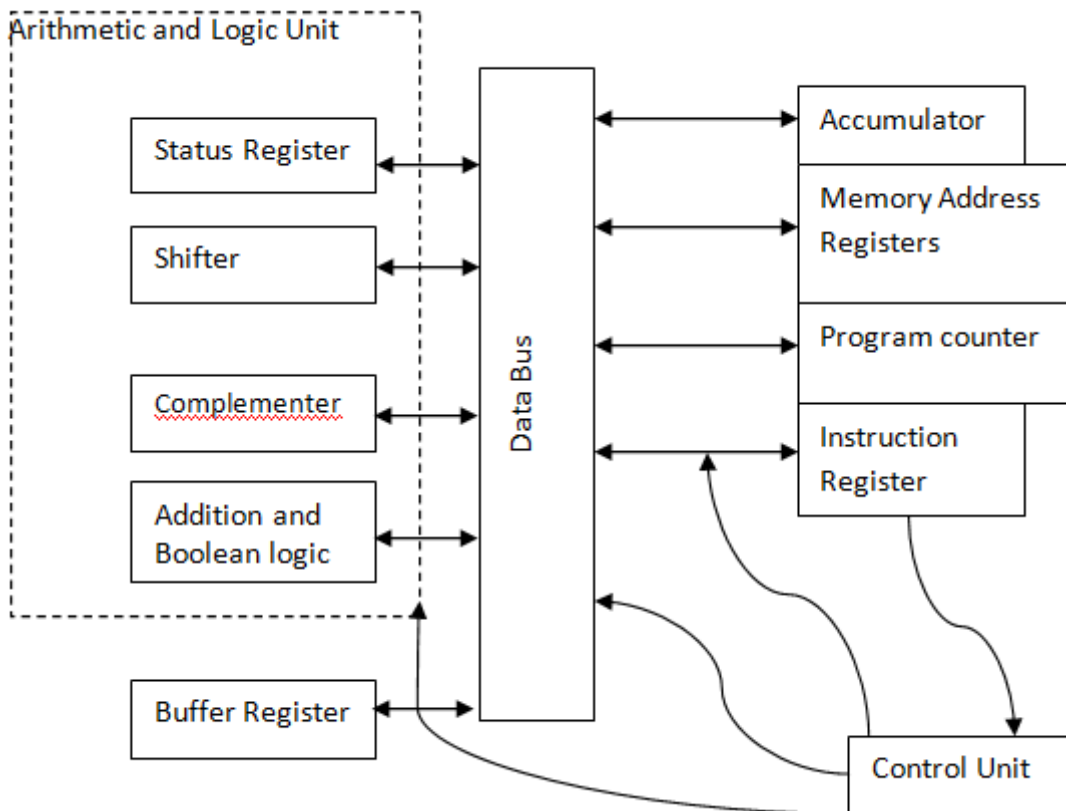 Arithmetic and Logic Unit
Status Register
Shifter
Complementer
Addition and
Boolean logic
Buffer Register
Data Bus
Accumulator
Memory Address
Registers
Program counter
Instruction
Register
Control Unit